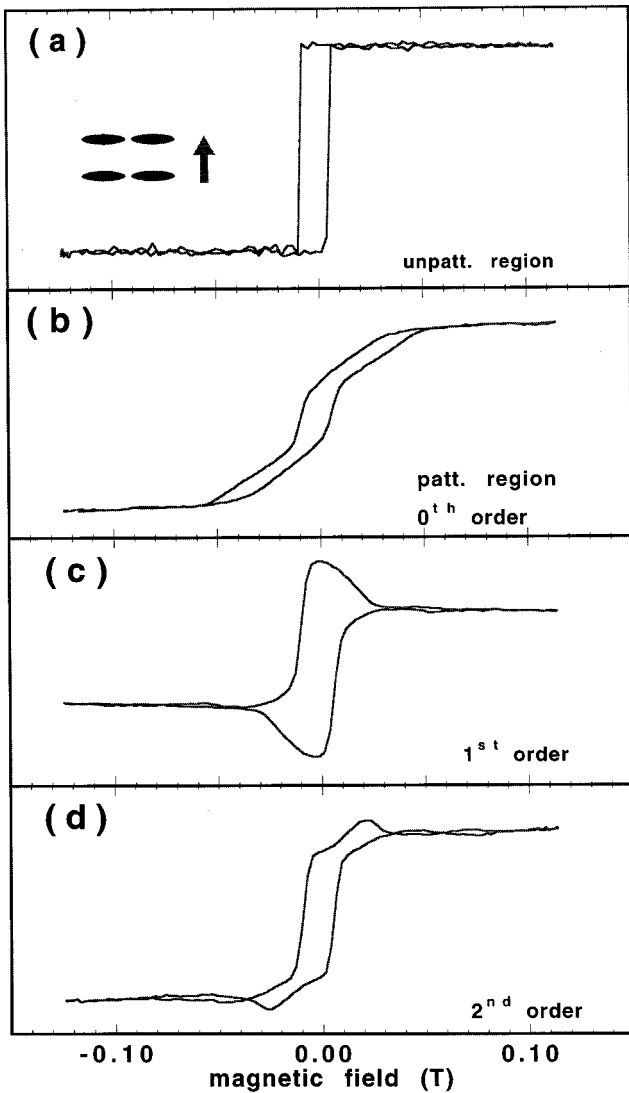 (a)
unpatt. region
(b)
patt. region
0th order
(c)
1st order
(d)
2nd order
-0.10 0.00 0.10
magnetic field (T)